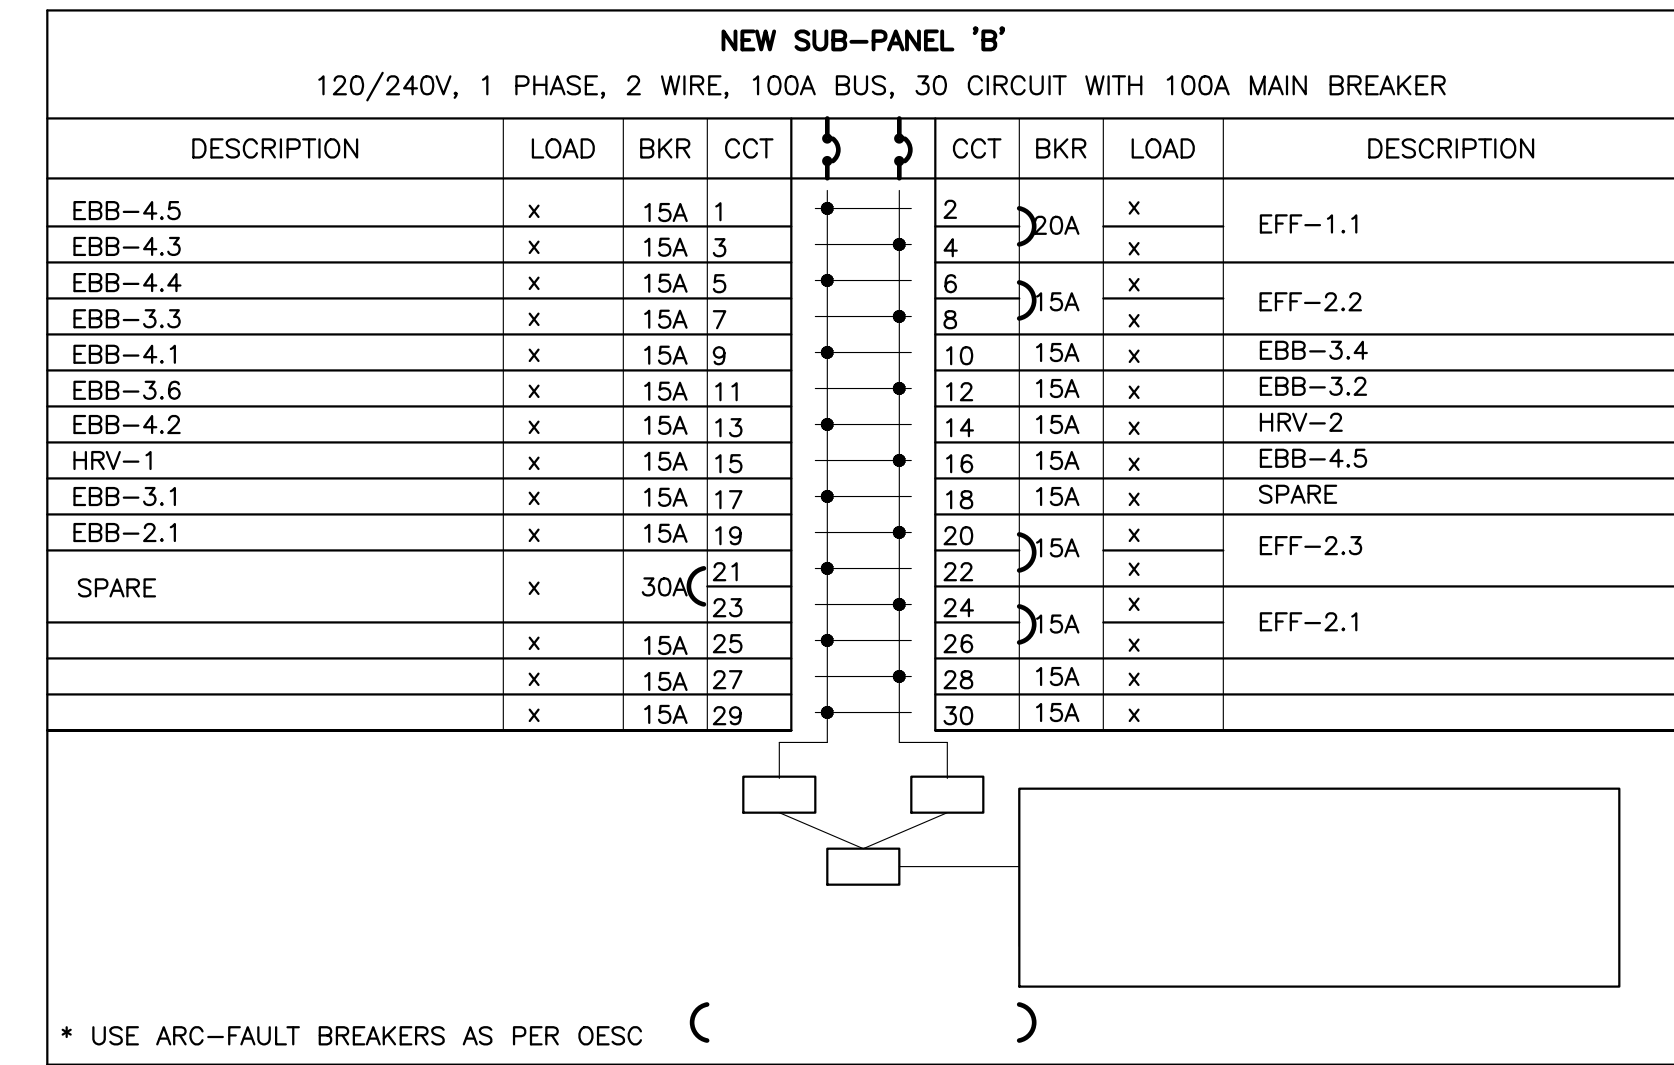 NEW SUB-PANEL 'B'
120/240V, 1 PHASE, 2 WIRE, 100A BUS, 30 CIRCUIT WITH 100A MAIN BREAKER
DESCRIPTION LOAD BKR CCT CCT BKR LOAD DESCRIPTION
EBB-4.5 x 15A 1 2 20A x EFF-1.1
EBB-4.3 x 15A 3 4 x
EBB-4.4 x 15A 5 6 15A x EFF-2.2
EBB-3.3 x 15A 7 8 x
EBB-4.1 x 15A 9 10 15A x EBB-3.4
EBB-3.6 x 15A 11 12 15A x EBB-3.2
EBB-4.2 x 15A 13 14 15A x HRV-2
HRV-1 x 15A 15 16 15A x EBB-4.5
EBB-3.1 x 15A 17 18 15A x SPARE
EBB-2.1 x 15A 19 20 15A x EFF-2.3
SPARE x 30A 21 22 x
23 24 15A x EFF-2.1
x 15A 25 26 x
x 15A 27 28 15A x
x 15A 29 30 15A x
* USE ARC-FAULT BREAKERS AS PER OESC